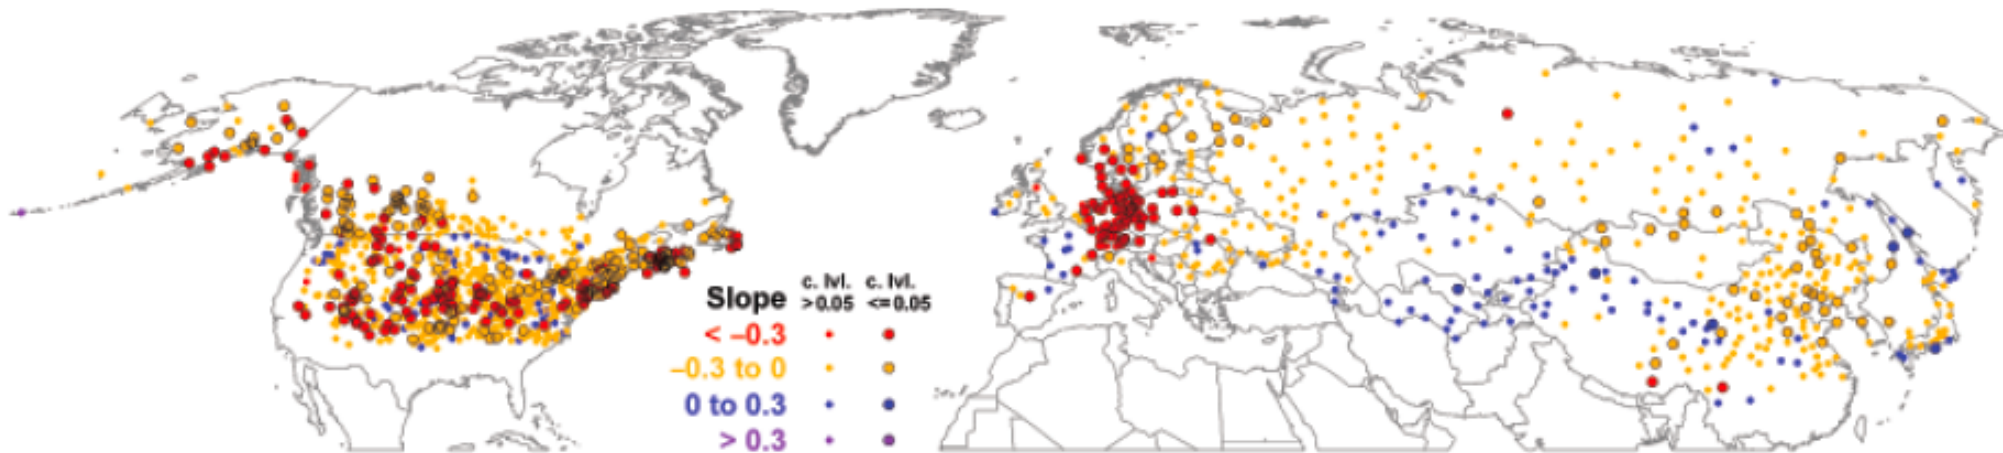 c. lvl. c. lvl.
Slope >0.05 <=0.05
< –0.3
–0.3 to 0
0 to 0.3
> 0.3